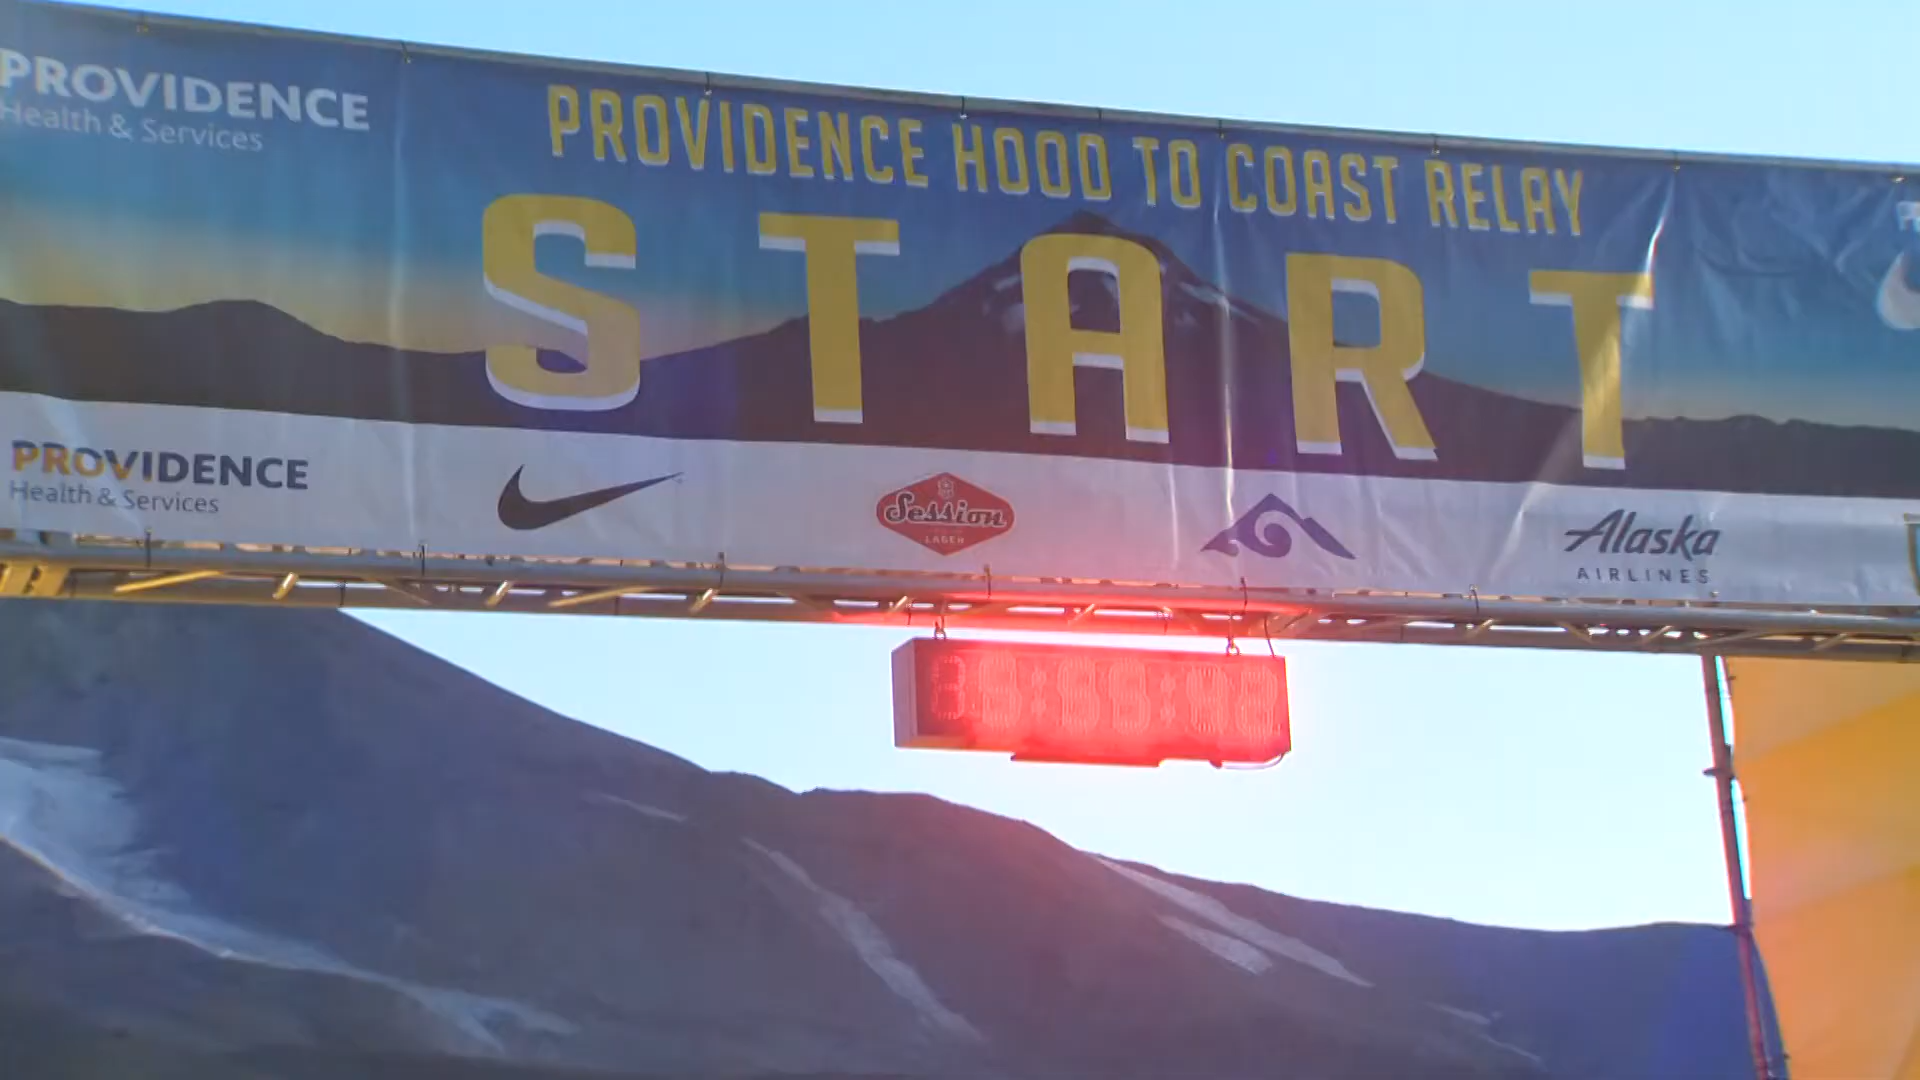 PROVIDENCE
Health & Services
PROVIDENCE HOOD TO COAST RELAY
START
PROVIDENCE
Health & Services
Session
LAGER
Alaska
AIRLINES